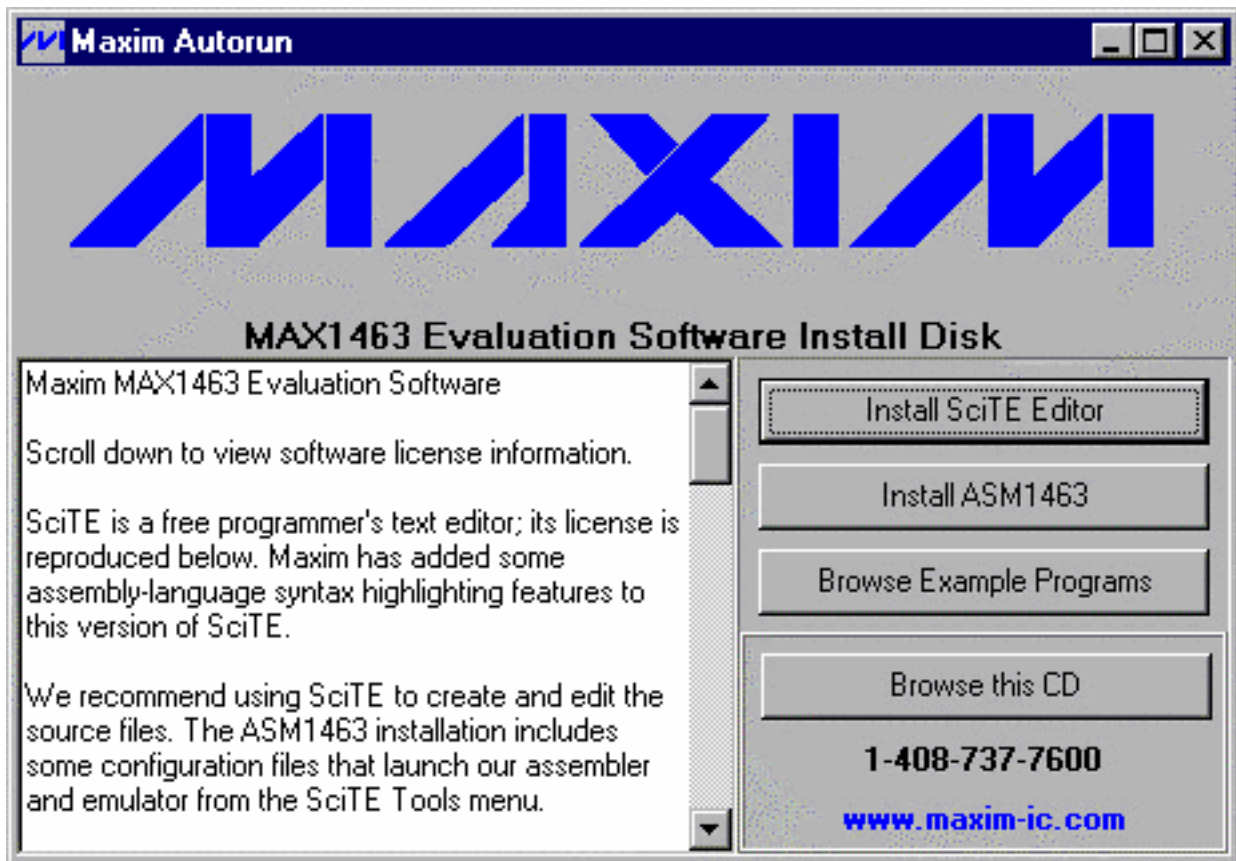 Maxim Autorun
MAXIM
MAX1463 Evaluation Software Install Disk
Maxim MAX1463 Evaluation Software
Scroll down to view software license information.
SciTE is a free programmer's text editor; its license is
reproduced below. Maxim has added some
assembly-language syntax highlighting features to
this version of SciTE.
We recommend using SciTE to create and edit the
source files. The ASM1463 installation includes
some configuration files that launch our assembler
and emulator from the SciTE Tools menu.
Install SciTE Editor
Install ASM1463
Browse Example Programs
Browse this CD
1-408-737-7600
www.maxim-ic.com